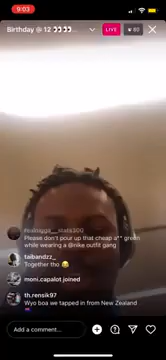 9:03
Birthday @ 12
LIVE
60
Please don't pour up that cheap a** green
while wearing a @nike outfit gang
taibandzz_
Together tho 😂
moni.capalot joined
th.rensik97
Wyo boa we tapped in from New Zealand
Add a comment...